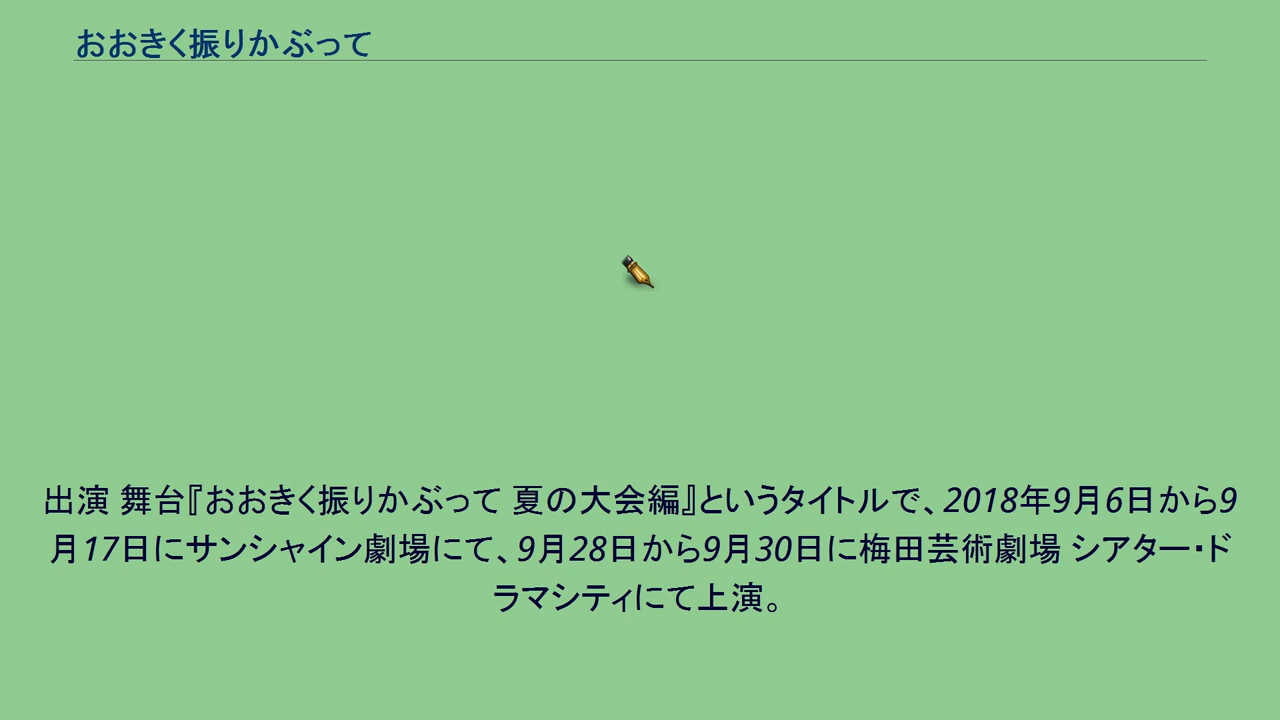 おおきく振りかぶって
出演 舞台『おおきく振りかぶって 夏の大会編』というタイトルで、2018年9月6日から9
月17日にサンシャイン劇場にて、9月28日から9月30日に梅田芸術劇場 シアター・ド
ラマシティにて上演。